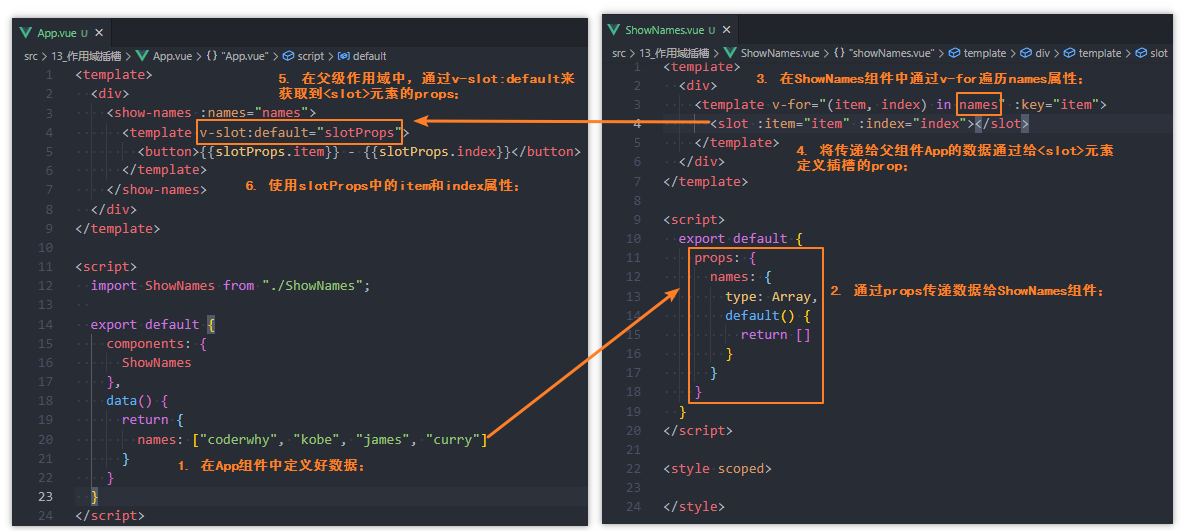 App.vue U ×
src > 13_作用域插槽 > App.vue > {} "App.vue" > script > default
1 <template>
2 <div>
3 <show-names :names="names">
4 <template v-slot:default="slotProps">
5 <button>{{slotProps.item}} - {{slotProps.index}}</button>
6 </template>
7 </show-names>
8 </div>
9 </template>
10
11 <script>
12 import ShowNames from "./ShowNames";
13
14 export default {
15 components: {
16 ShowNames
17 },
18 data() {
19 return {
20 names: ["coderwhy", "kobe", "james", "curry"]
21 }
22 }
23 }
24 </script>
5. 在父级作用域中，通过v-slot:default来
获取到<slot>元素的props；
6. 使用slotProps中的item和index属性；
1. 在App组件中定义好数据；
ShowNames.vue U ×
src > 13_作用域插槽 > ShowNames.vue > {} "showNames.vue" > template > div > template > slot
1 <template>
2 <div>
3 <template v-for="(item, index) in names" :key="item">
4 <slot :item="item" :index="index"></slot>
5 </template>
6 </div>
7 </template>
8
9 <script>
10 export default {
11 props: {
12 names: {
13 type: Array,
14 default() {
15 return []
16 }
17 }
18 }
19 }
20 </script>
21
22 <style scoped>
23
24 </style>
3. 在ShowNames组件中通过v-for遍历names属性；
4. 将传递给父组件App的数据通过给<slot>元素
定义插槽的prop；
2. 通过props传递数据给ShowNames组件；